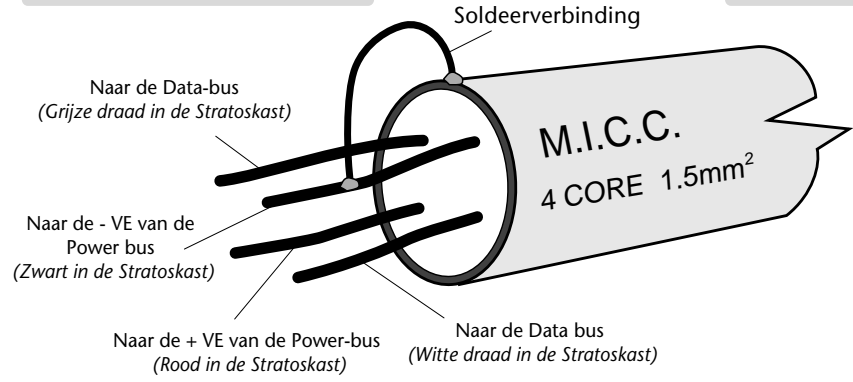 Soldeerverbinding
Naar de Data-bus
(Grijze draad in de Stratoskast)
M.I.C.C.
4 CORE 1.5mm²
Naar de - VE van de
Power bus
(Zwart in de Stratoskast)
Naar de + VE van de Power-bus
(Rood in de Stratoskast)
Naar de Data bus
(Witte draad in de Stratoskast)